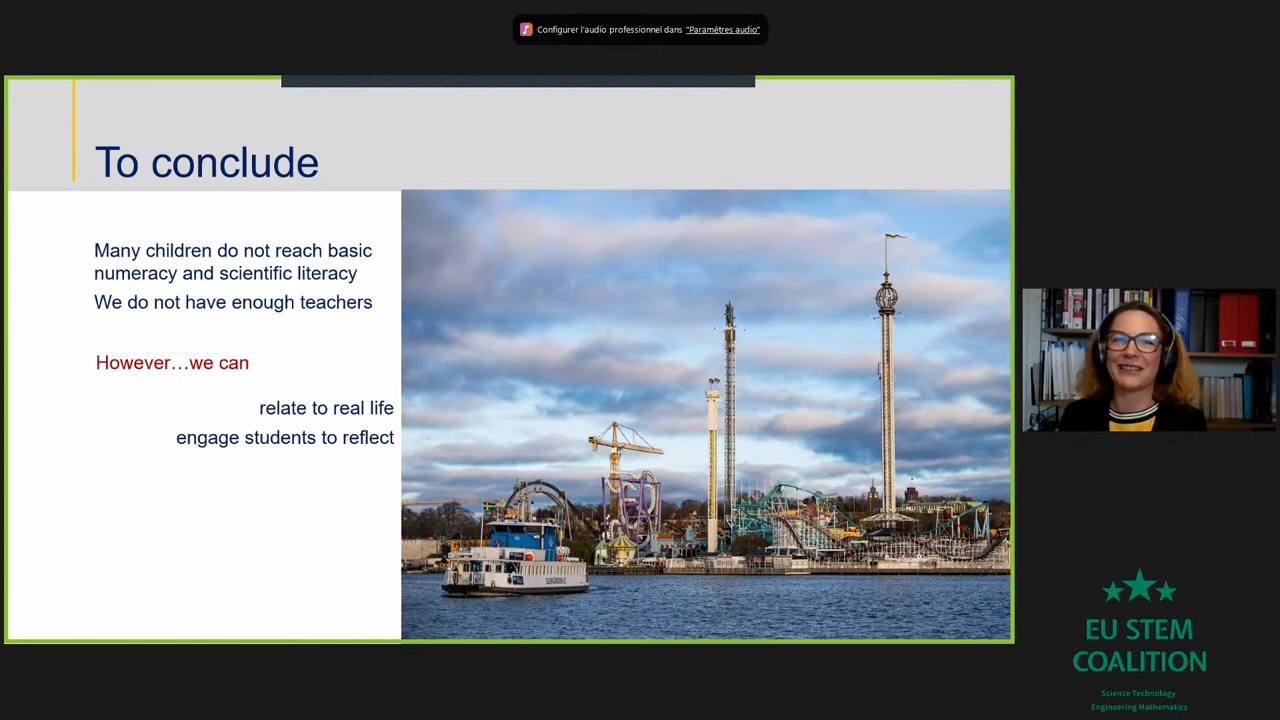 Configurer l'audio professionnel dans "Paramètres audio"
To conclude
Many children do not reach basic
numeracy and scientific literacy
We do not have enough teachers
However…we can
relate to real life
engage students to reflect
EU STEM
COALITION
Science Technology
Engineering Mathematics